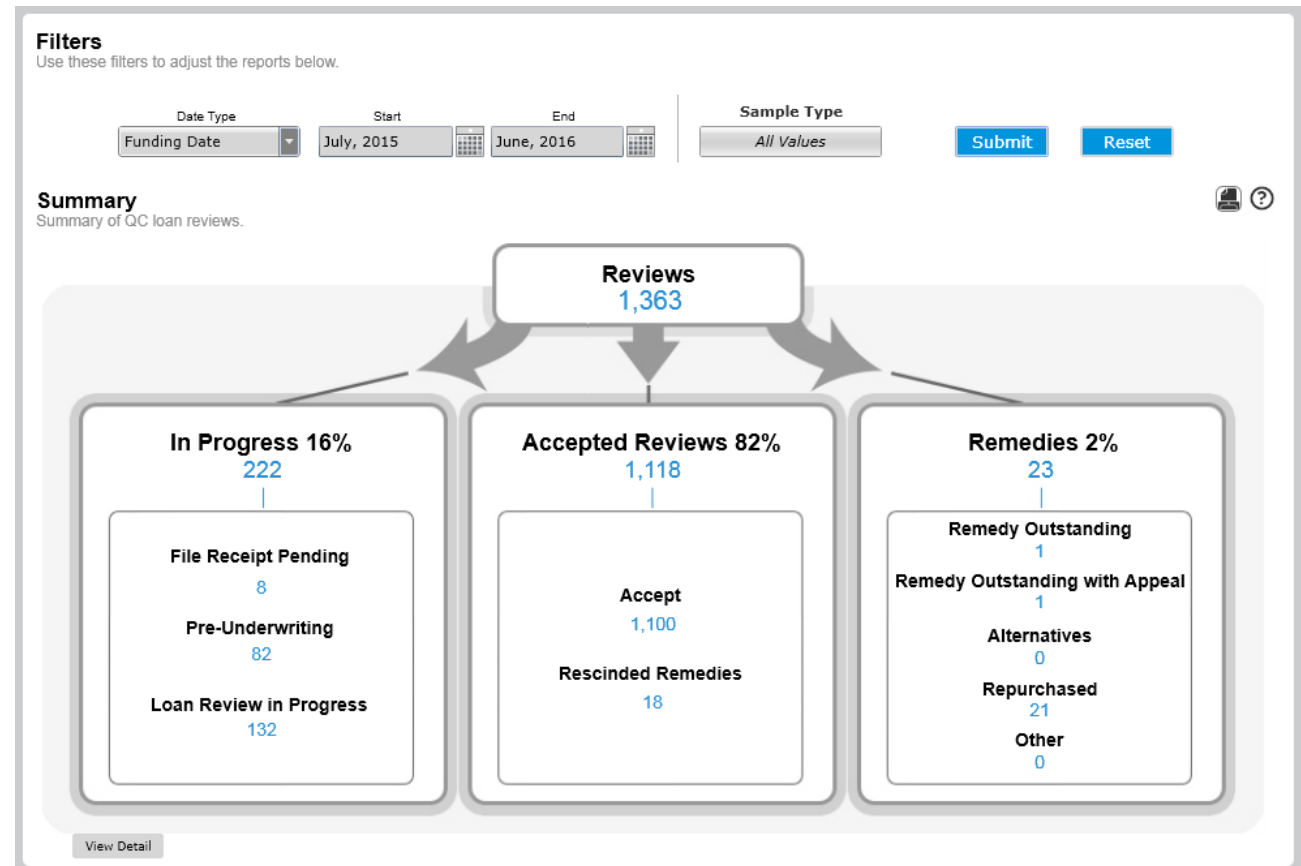 Filters
Use these filters to adjust the reports below.
Date Type
Start
End
Sample Type
Funding Date
July, 2015
June, 2016
All Values
Submit
Reset
Summary
Summary of QC loan reviews.
?
Reviews
1,363
In Progress 16%
222
File Receipt Pending
8
Pre-Underwriting
82
Loan Review in Progress
132
Accepted Reviews 82%
1,118
Accept
1,100
Rescinded Remedies
18
Remedies 2%
23
Remedy Outstanding
1
Remedy Outstanding with Appeal
1
Alternatives
0
Repurchased
21
Other
0
View Detail